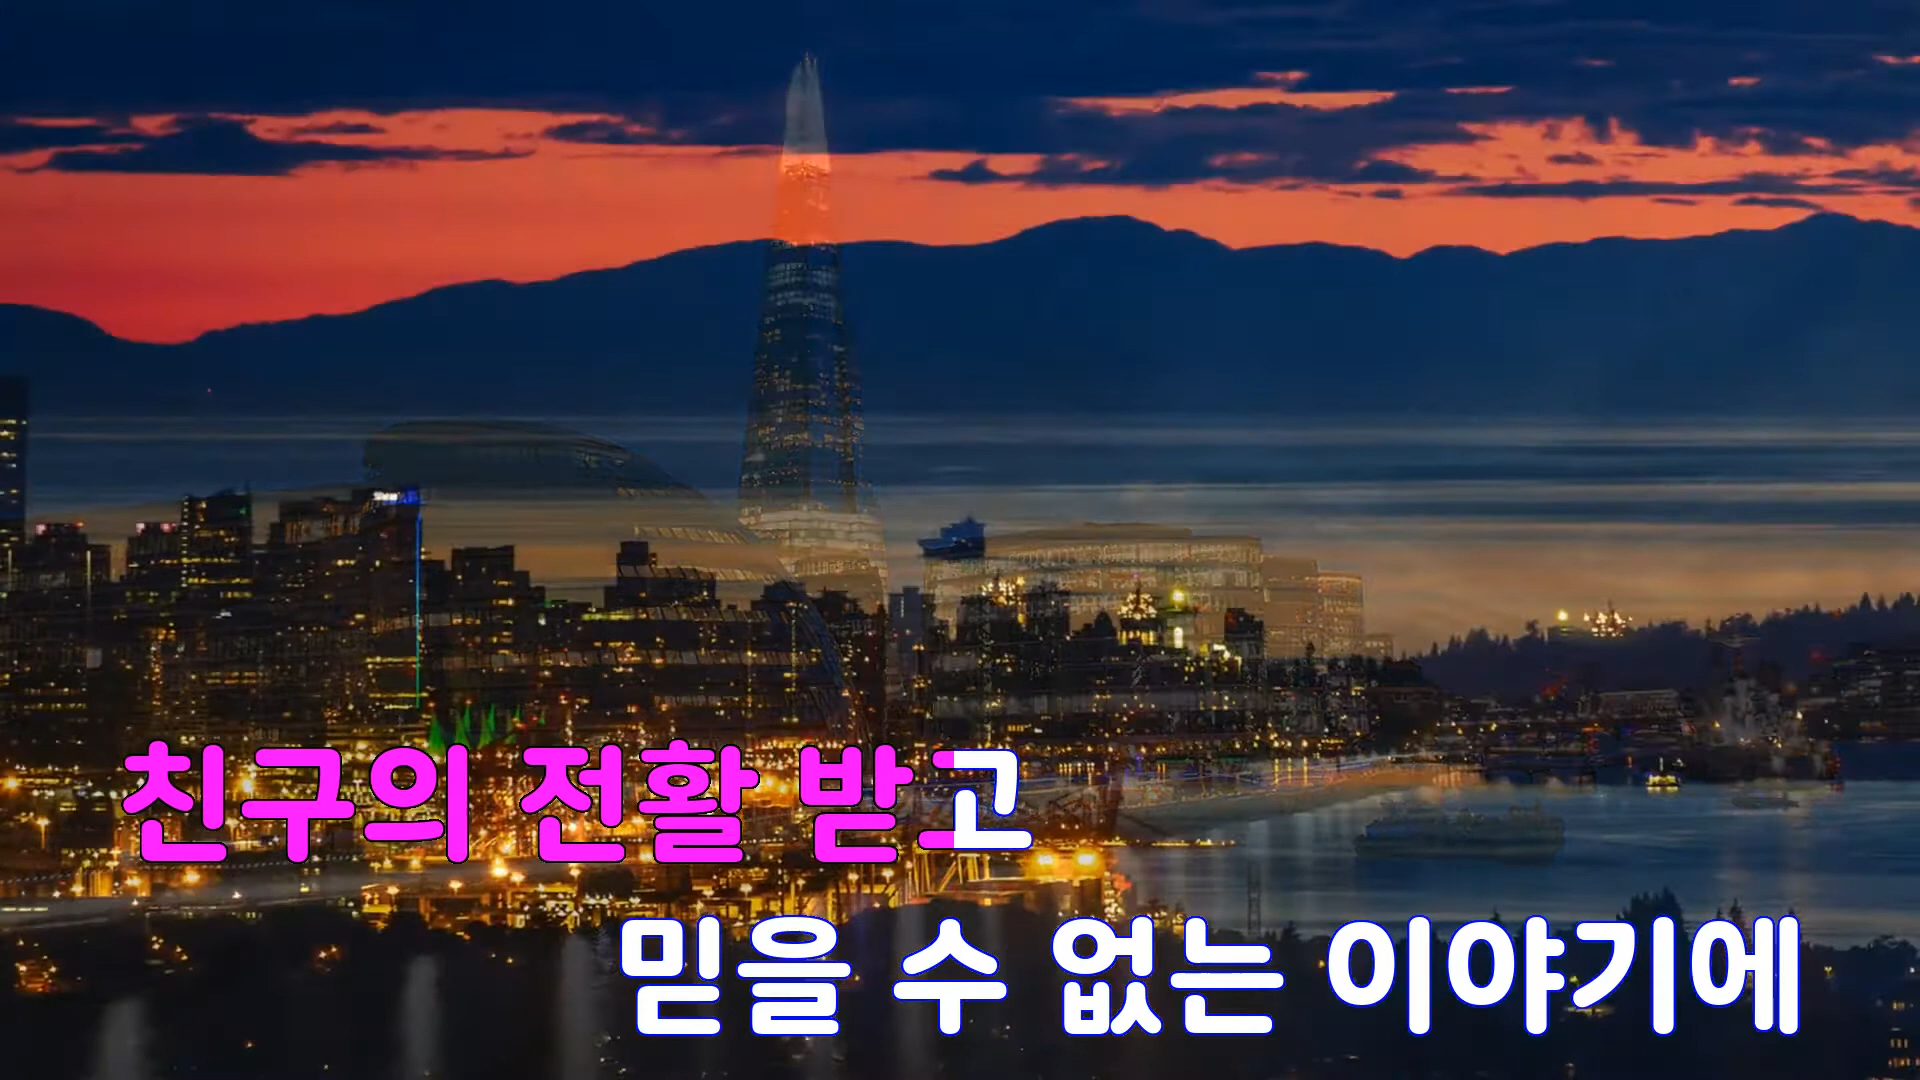 친구의 전활 받고
믿을 수 없는 이야기에